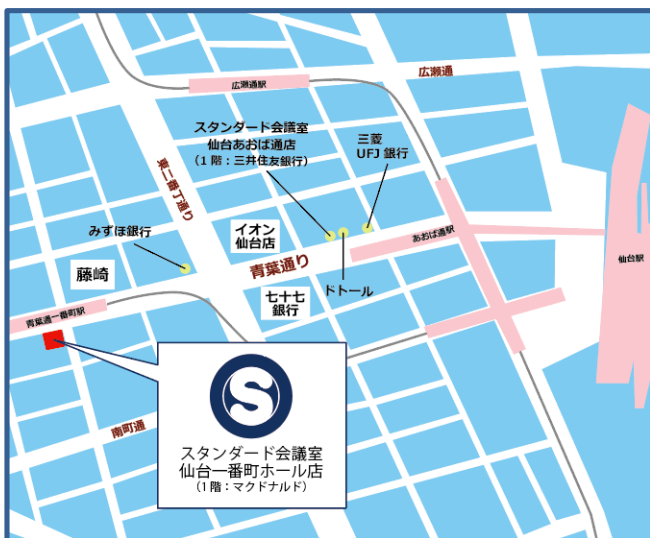 広瀬通駅
広瀬通
スタンダード会議室
仙台あおば通店
(1階：三井住友銀行)
三菱
UFJ 銀行
東二番丁通り
みずほ銀行
イオン
仙台店
あおば通駅
仙台駅
藤崎
青葉通り
ドトール
七十七
銀行
青葉通一番町駅
南町通
S
スタンダード会議室
仙台一番町ホール店
(1階：マクドナルド)